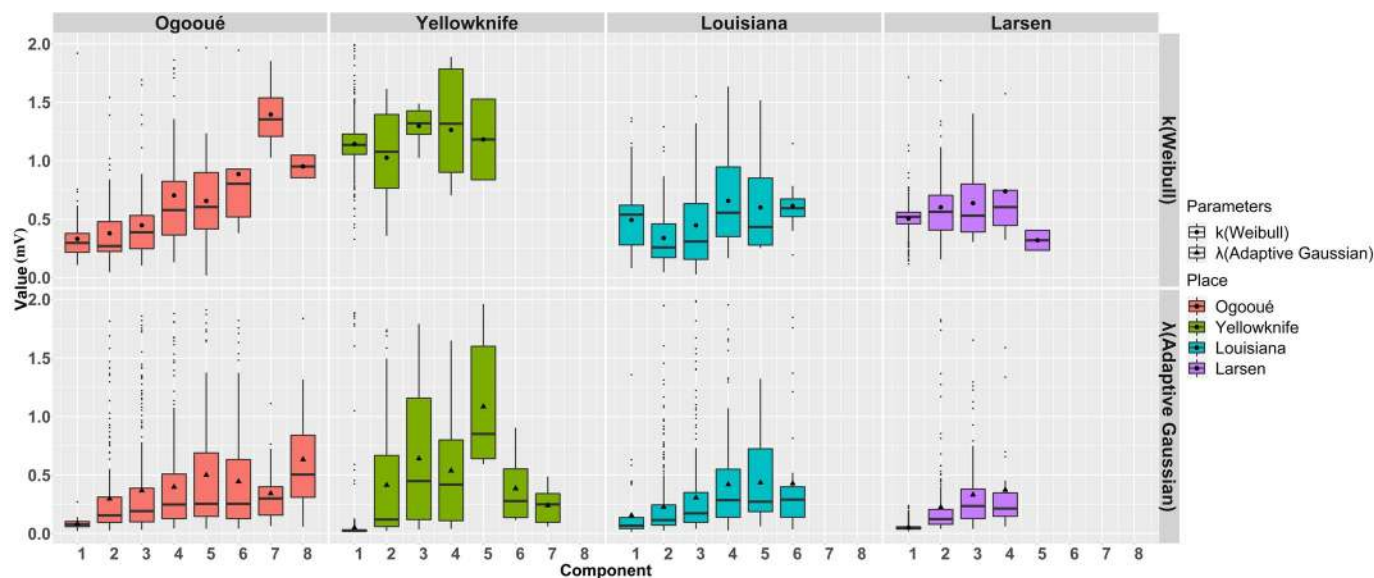 Ogooué Yellowknife Louisiana Larsen
2.0
1.5
1.0
0.5
0.0
k(Weibull)
Value (mV)
2.0
1.5
1.0
0.5
0.0
λ(Adaptive Gaussian)
1 2 3 4 5 6 7 8 1 2 3 4 5 6 7 8 1 2 3 4 5 6 7 8 1 2 3 4 5 6 7 8
Component
Parameters
k(Weibull)
λ(Adaptive Gaussian)
Place
Ogooué
Yellowknife
Louisiana
Larsen